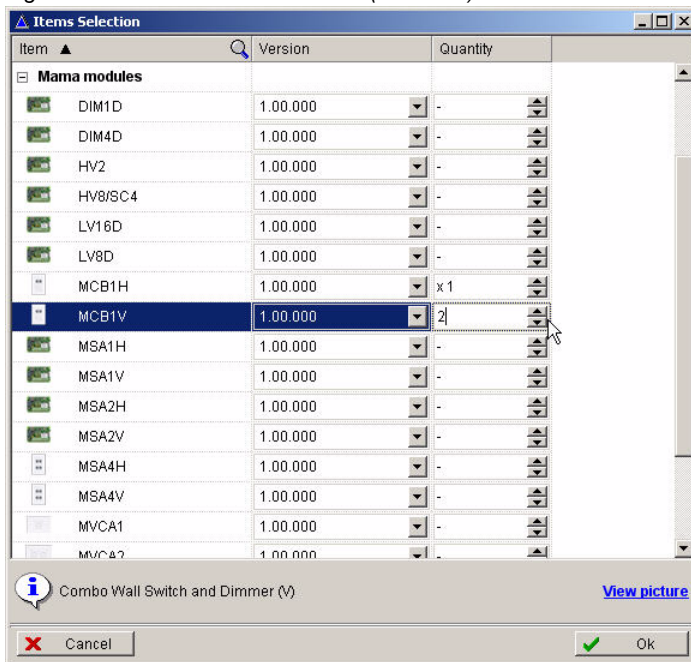 Items Selection
Item Version Quantity
Mama modules
DIM1D 1.00.000 -
DIM4D 1.00.000 -
HV2 1.00.000 -
HV8/SC4 1.00.000 -
LV16D 1.00.000 -
LV8D 1.00.000 -
MCB1H 1.00.000 x 1
MCB1V 1.00.000 2
MSA1H 1.00.000 -
MSA1V 1.00.000 -
MSA2H 1.00.000 -
MSA2V 1.00.000 -
MSA4H 1.00.000 -
MSA4V 1.00.000 -
MVCA1 1.00.000 -
MVCA2 1.00.000 -
Combo Wall Switch and Dimmer (V) View picture
Cancel Ok